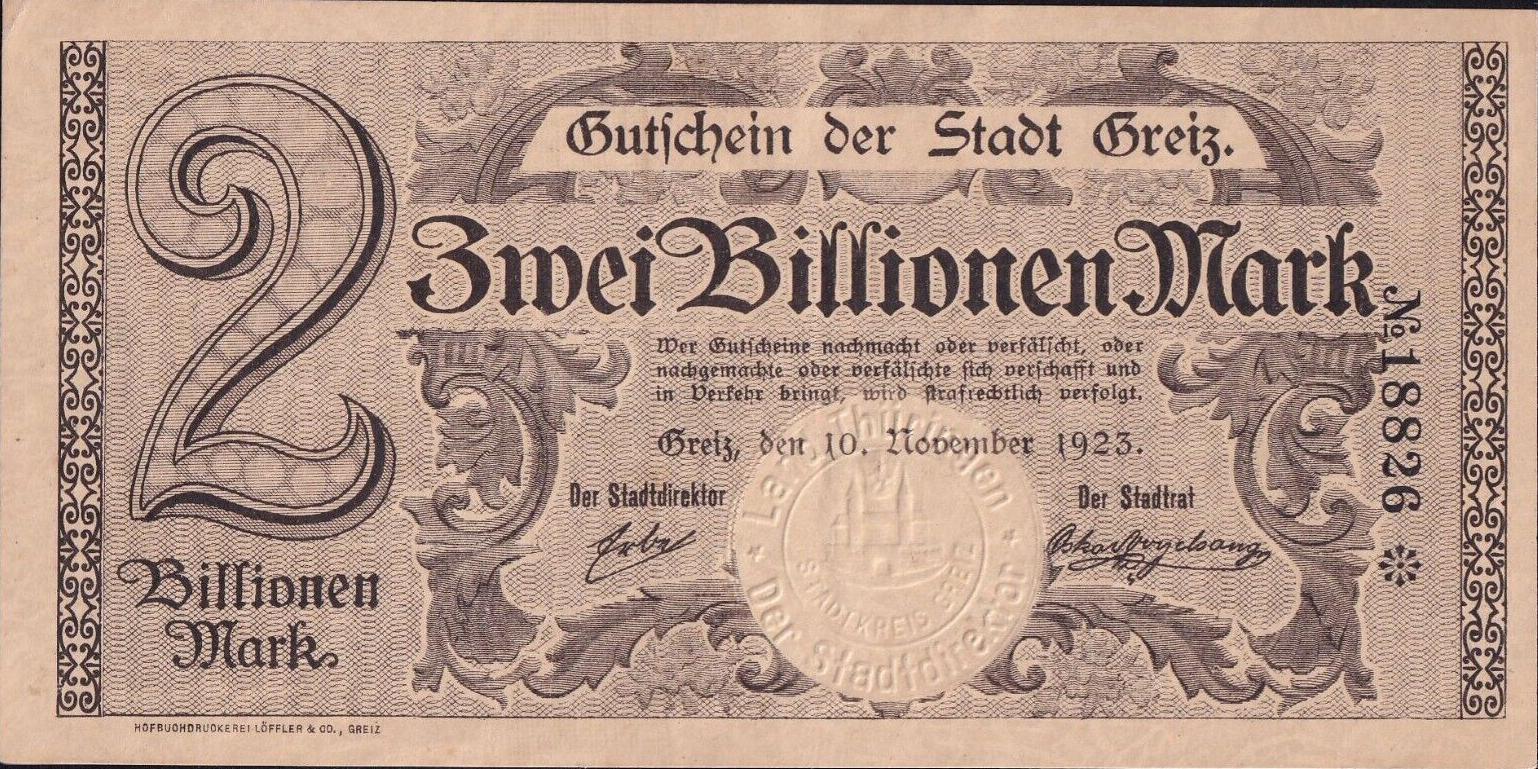 Gutschein der Stadt Greiz.
2
Zwei Billionen Mark
Wer Gutscheine nachmacht oder verfälscht, oder
nachgemachte oder verfälschte sich verschafft und
in Verkehr bringt, wird strafrechtlich verfolgt.
Greiz, den 10. November 1923.
Der Stadtdirektor
Der Stadtrat
Oskar Vogelsang
Land Thüringen
Der Stadtdirektor
STADTKREIS GREIZ
Billionen
Mark.
№ 18826
HOFBUCHDRUCKEREI LÖFFLER & CO., GREIZ